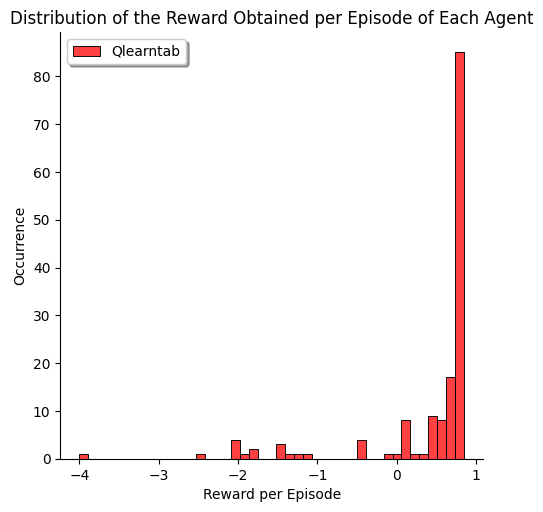 Distribution of the Reward Obtained per Episode of Each Agent
Qlearntab
Occurrence
80
70
60
50
40
30
20
10
0
−4 −3 −2 −1 0 1
Reward per Episode